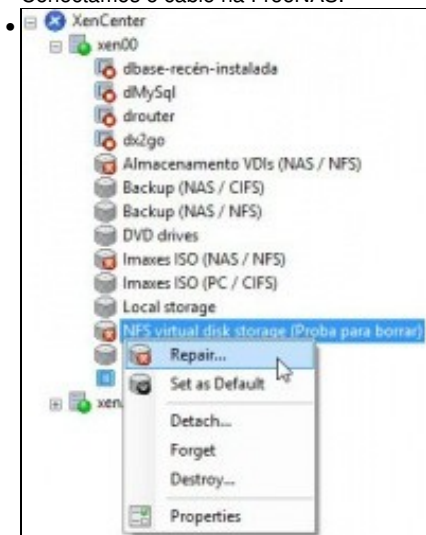 Conectamos o cable na FreeNAS.
XenCenter
xen00
dbase-recén-instalada
dMySql
drouter
dx2go
Almacenamento VDIs (NAS / NFS)
Backup (NAS / CIFS)
Backup (NAS / NFS)
DVD drives
Imaxes ISO (NAS / NFS)
Imaxes ISO (PC / CIFS)
Local storage
NFS virtual disk storage (Proba para borrar)
Repair...
Set as Default
xen
Detach...
Forget
Destroy...
Properties